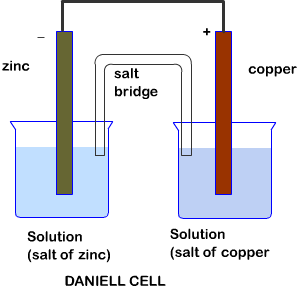 – +
zinc
salt
bridge
copper
Solution
(salt of zinc)
Solution
(salt of copper
DANIELL CELL